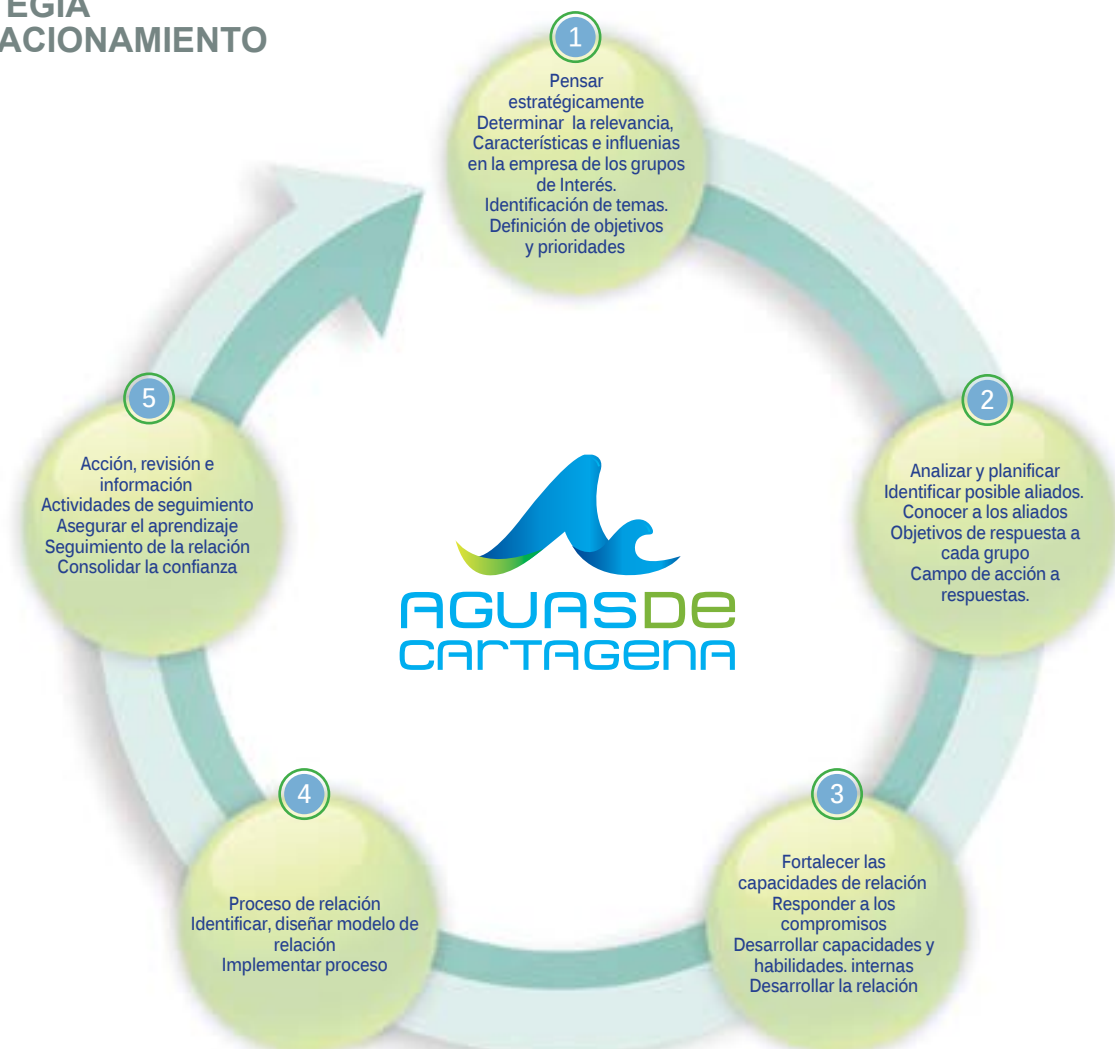 EGIA
ACIONAMIENTO
1
Pensar
estratégicamente
Determinar la relevancia,
Características e influenias
en la empresa de los grupos
de Interés.
Identificación de temas.
Definición de objetivos
y prioridades
2
Analizar y planificar
Identificar posible aliados.
Conocer a los aliados
Objetivos de respuesta a
cada grupo
Campo de acción a
respuestas.
3
Fortalecer las
capacidades de relación
Responder a los
compromisos
Desarrollar capacidades y
habilidades. internas
Desarrollar la relación
4
Proceso de relación
Identificar, diseñar modelo de
relación
Implementar proceso
5
Acción, revisión e
información
Actividades de seguimiento
Asegurar el aprendizaje
Seguimiento de la relación
Consolidar la confianza
AGUASDE
CARTAGENA